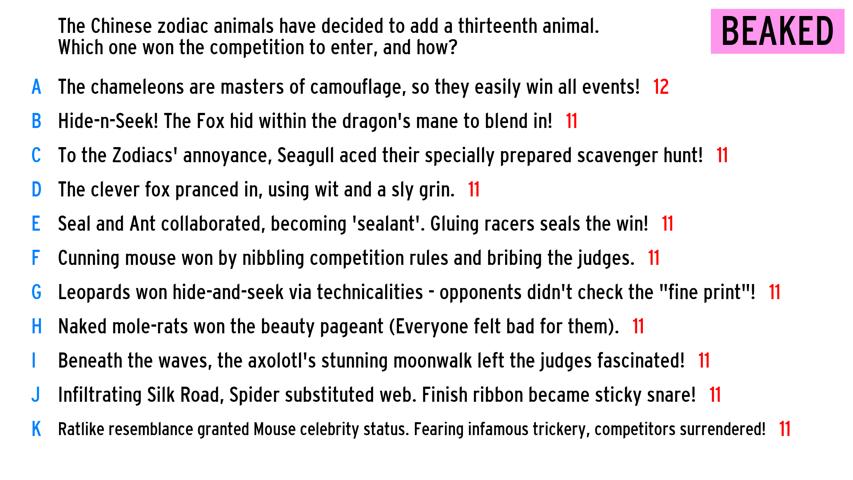 The Chinese zodiac animals have decided to add a thirteenth animal.
Which one won the competition to enter, and how?
BEAKED
A The chameleons are masters of camouflage, so they easily win all events! 12
B Hide-n-Seek! The Fox hid within the dragon's mane to blend in! 11
C To the Zodiacs' annoyance, Seagull aced their specially prepared scavenger hunt! 11
D The clever fox pranced in, using wit and a sly grin. 11
E Seal and Ant collaborated, becoming 'sealant'. Gluing racers seals the win! 11
F Cunning mouse won by nibbling competition rules and bribing the judges. 11
G Leopards won hide-and-seek via technicalities - opponents didn't check the "fine print"! 11
H Naked mole-rats won the beauty pageant (Everyone felt bad for them). 11
I Beneath the waves, the axolotl's stunning moonwalk left the judges fascinated! 11
J Infiltrating Silk Road, Spider substituted web. Finish ribbon became sticky snare! 11
K Ratlike resemblance granted Mouse celebrity status. Fearing infamous trickery, competitors surrendered! 11